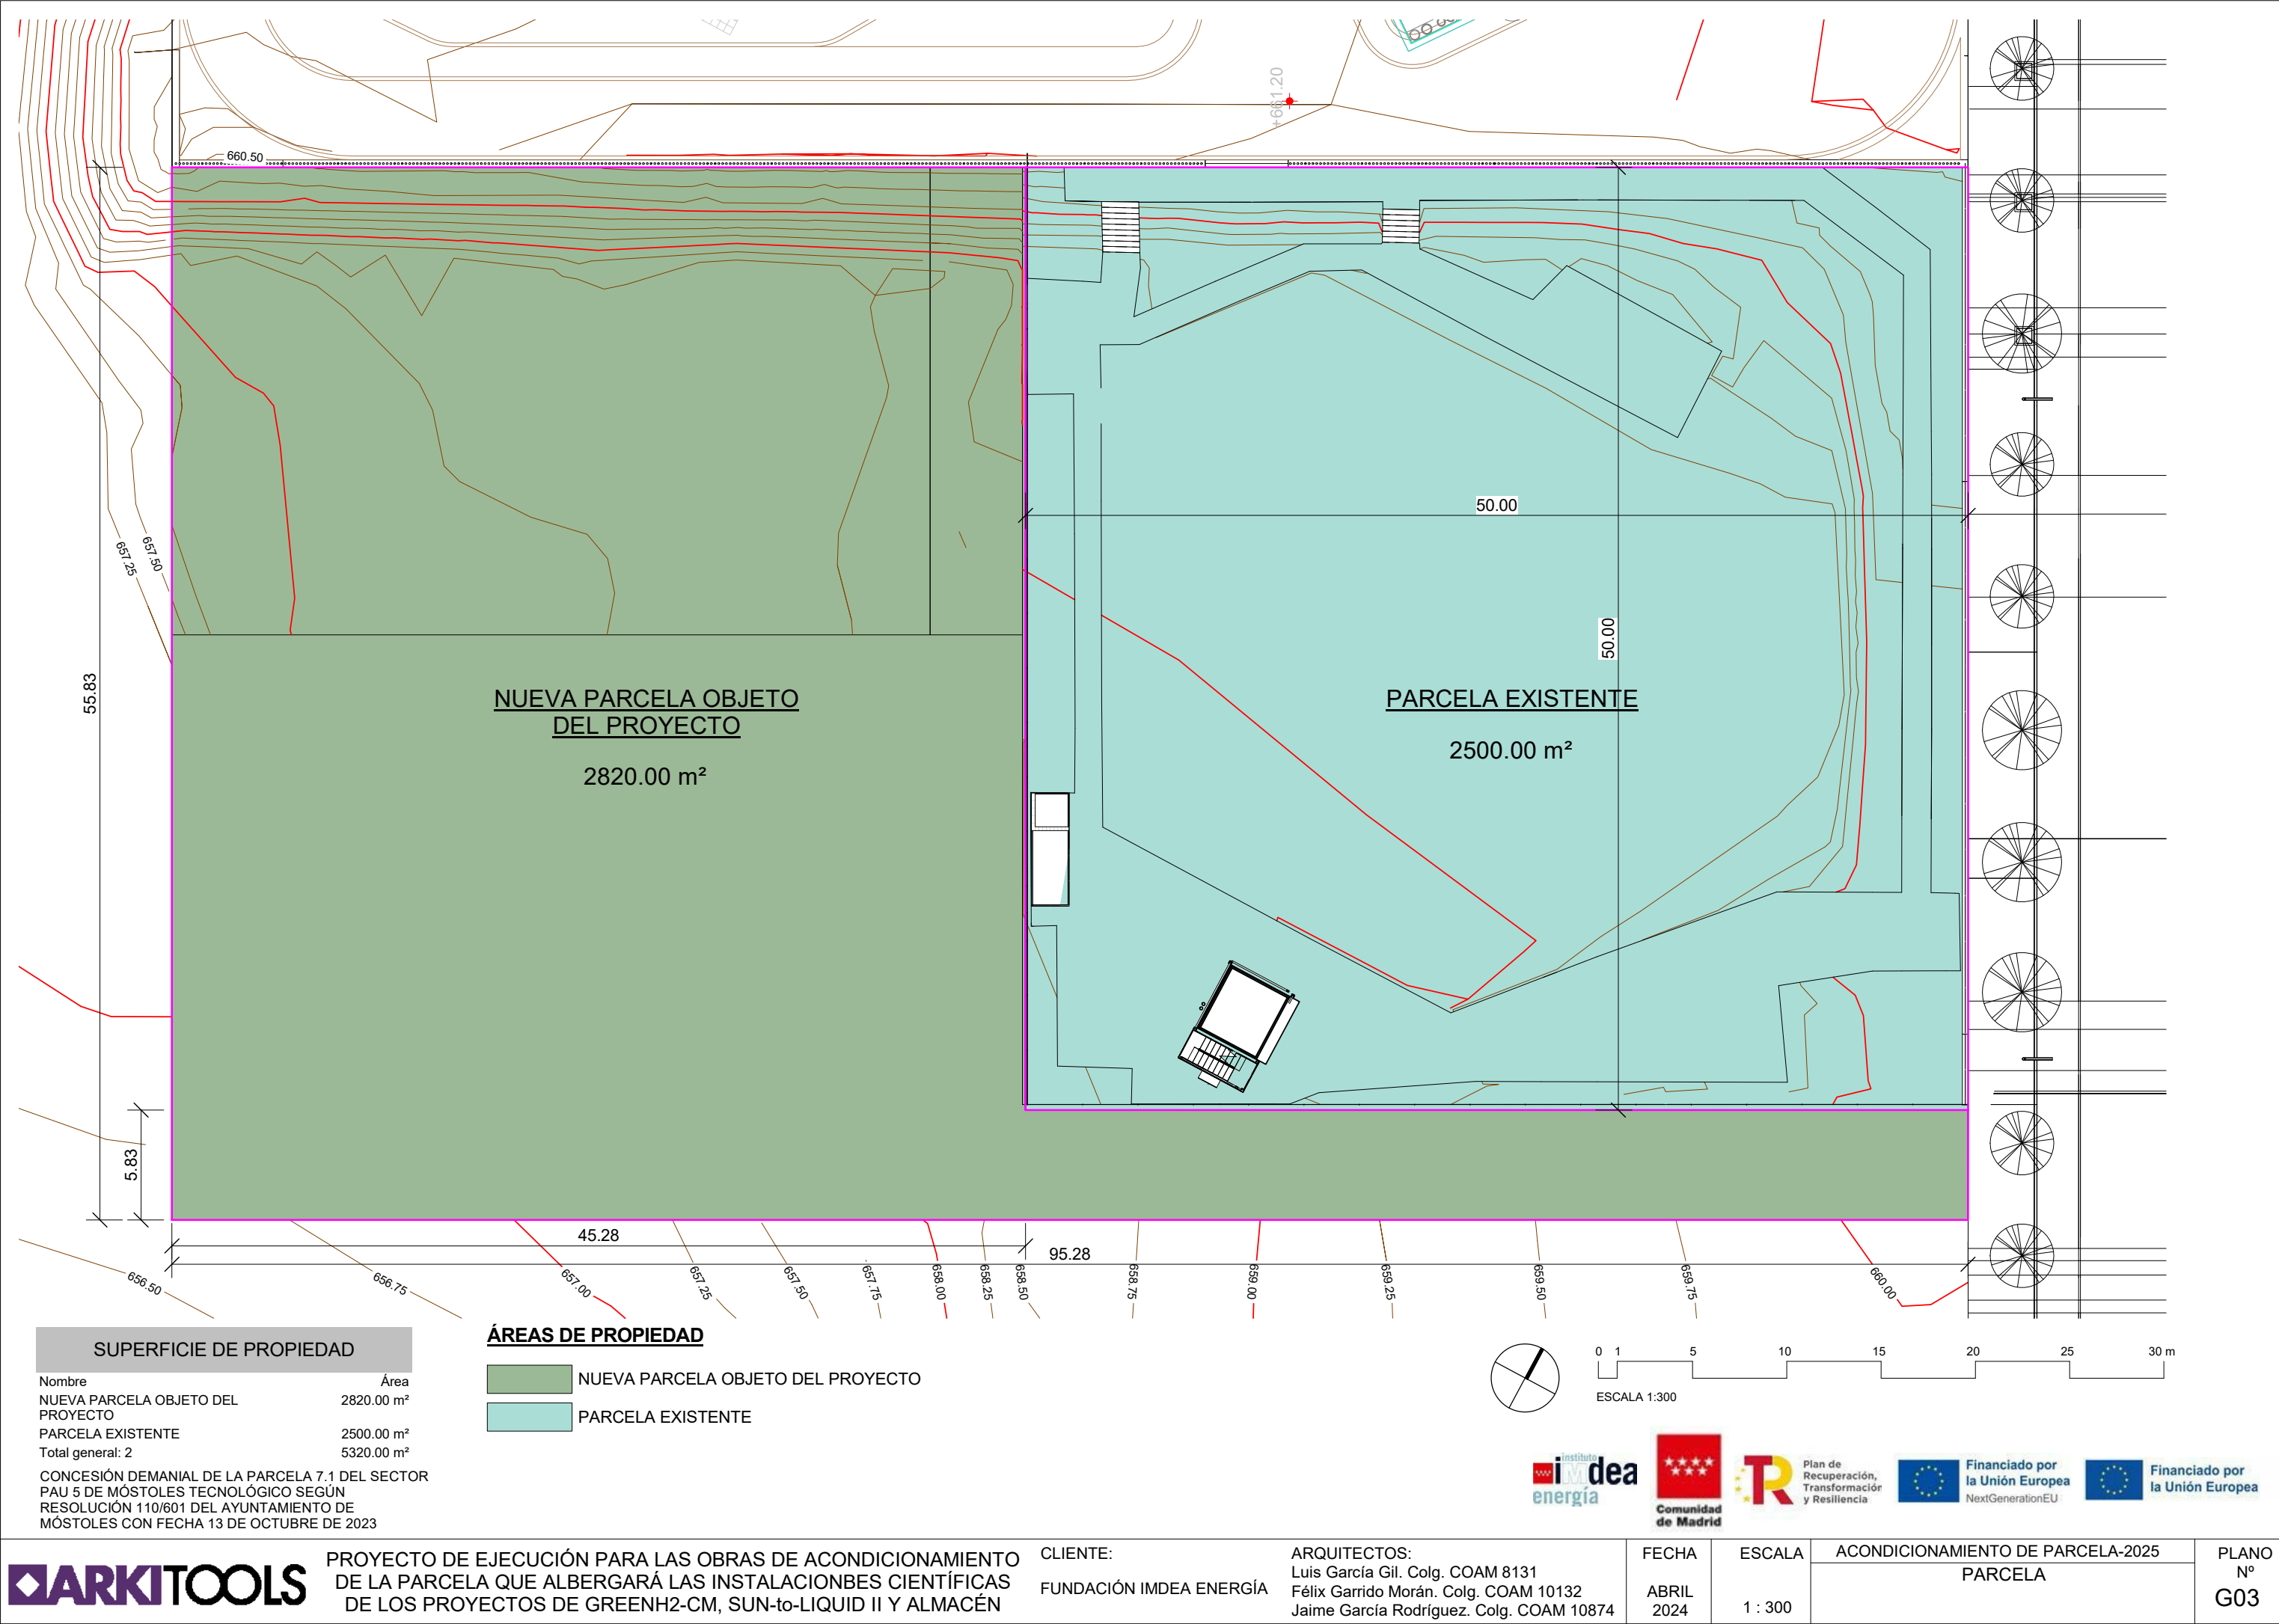 +661.20
660.50
657.25
657.50
50.00
50.00
55.83
NUEVA PARCELA OBJETO
DEL PROYECTO
2820.00 m²
PARCELA EXISTENTE
2500.00 m²
5.83
45.28
95.28
656.50
656.75
657.00
657.25
657.50
657.75
658.00
658.25
658.50
658.75
659.00
659.25
659.50
659.75
660.00
SUPERFICIE DE PROPIEDAD
Nombre Área
NUEVA PARCELA OBJETO DEL 2820.00 m²
PROYECTO
PARCELA EXISTENTE 2500.00 m²
Total general: 2 5320.00 m²
CONCESIÓN DEMANIAL DE LA PARCELA 7.1 DEL SECTOR
PAU 5 DE MÓSTOLES TECNOLÓGICO SEGÚN
RESOLUCIÓN 110/601 DEL AYUNTAMIENTO DE
MÓSTOLES CON FECHA 13 DE OCTUBRE DE 2023
ÁREAS DE PROPIEDAD
NUEVA PARCELA OBJETO DEL PROYECTO
PARCELA EXISTENTE
0 1 5 10 15 20 25 30 m
ESCALA 1:300
instituto
imdea
energía
Comunidad
de Madrid
TR
Plan de
Recuperación,
Transformación
y Resiliencia
Financiado por
la Unión Europea
NextGenerationEU
Financiado por
la Unión Europea
ARKITOOLS
PROYECTO DE EJECUCIÓN PARA LAS OBRAS DE ACONDICIONAMIENTO
DE LA PARCELA QUE ALBERGARÁ LAS INSTALACIONBES CIENTÍFICAS
DE LOS PROYECTOS DE GREENH2-CM, SUN-to-LIQUID II Y ALMACÉN
CLIENTE:
FUNDACIÓN IMDEA ENERGÍA
ARQUITECTOS:
Luis García Gil. Colg. COAM 8131
Félix Garrido Morán. Colg. COAM 10132
Jaime García Rodríguez. Colg. COAM 10874
FECHA
ABRIL
2024
ESCALA
1 : 300
ACONDICIONAMIENTO DE PARCELA-2025
PARCELA
PLANO
Nº
G03